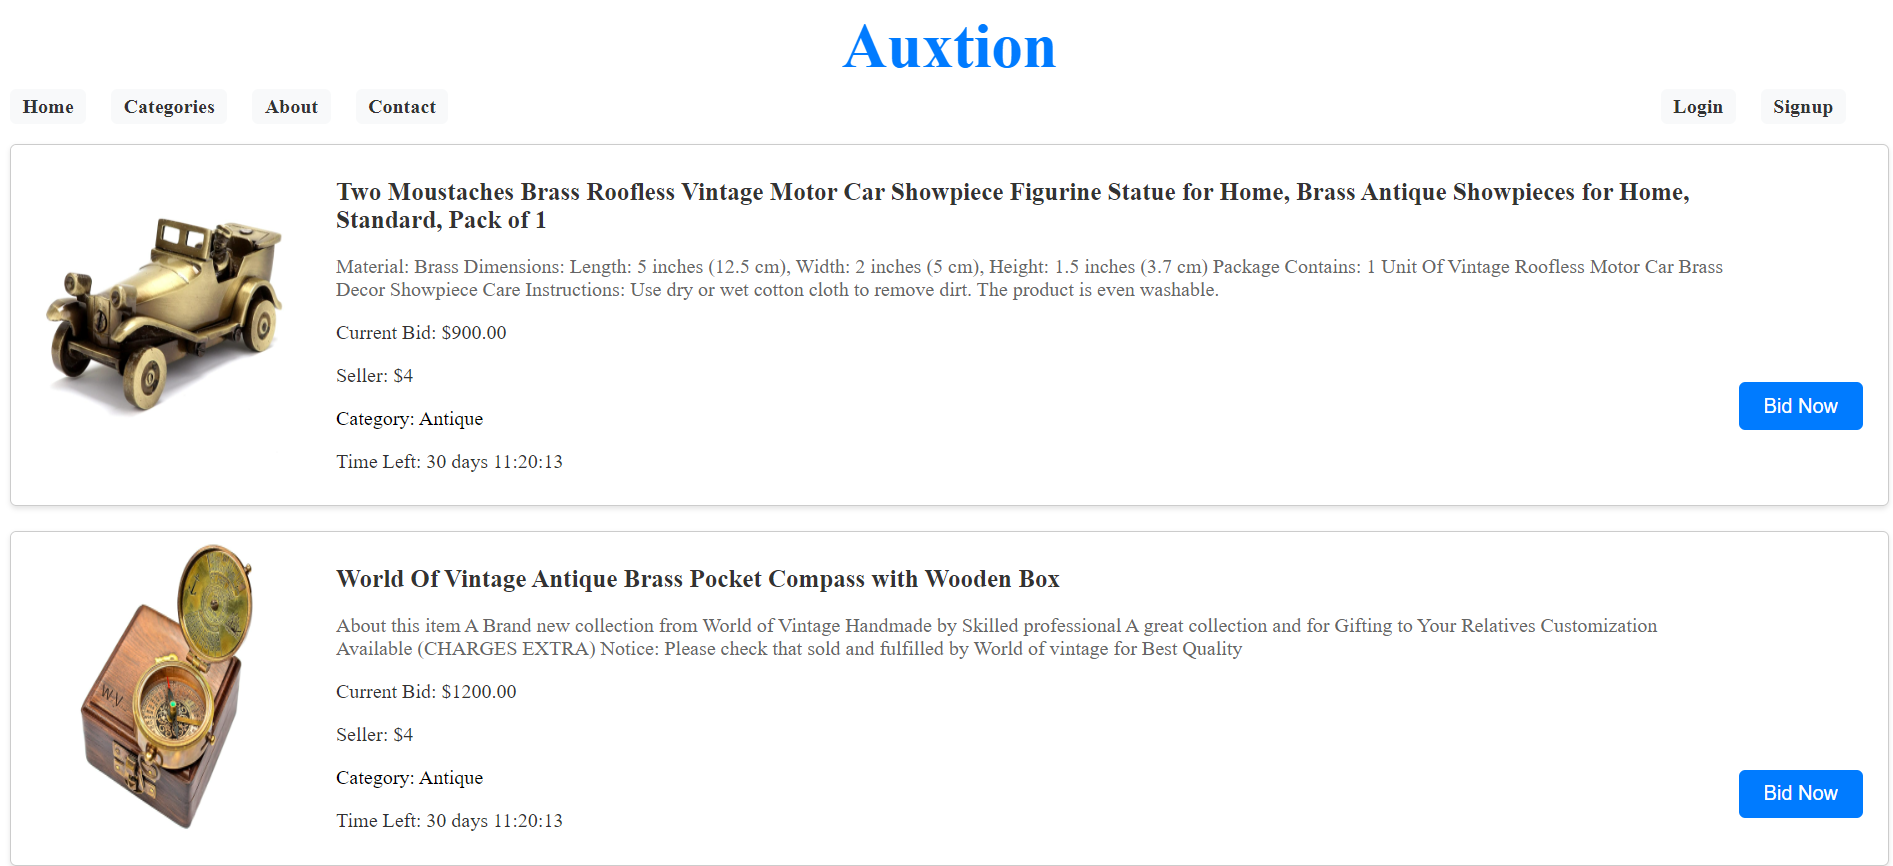 Auxtion
Home Categories About Contact Login Signup
Two Moustaches Brass Roofless Vintage Motor Car Showpiece Figurine Statue for Home, Brass Antique Showpieces for Home,
Standard, Pack of 1
Material: Brass Dimensions: Length: 5 inches (12.5 cm), Width: 2 inches (5 cm), Height: 1.5 inches (3.7 cm) Package Contains: 1 Unit Of Vintage Roofless Motor Car Brass
Decor Showpiece Care Instructions: Use dry or wet cotton cloth to remove dirt. The product is even washable.
Current Bid: $900.00
Seller: $4
Category: Antique
Time Left: 30 days 11:20:13
Bid Now
World Of Vintage Antique Brass Pocket Compass with Wooden Box
About this item A Brand new collection from World of Vintage Handmade by Skilled professional A great collection and for Gifting to Your Relatives Customization
Available (CHARGES EXTRA) Notice: Please check that sold and fulfilled by World of vintage for Best Quality
Current Bid: $1200.00
Seller: $4
Category: Antique
Time Left: 30 days 11:20:13
Bid Now
W-V